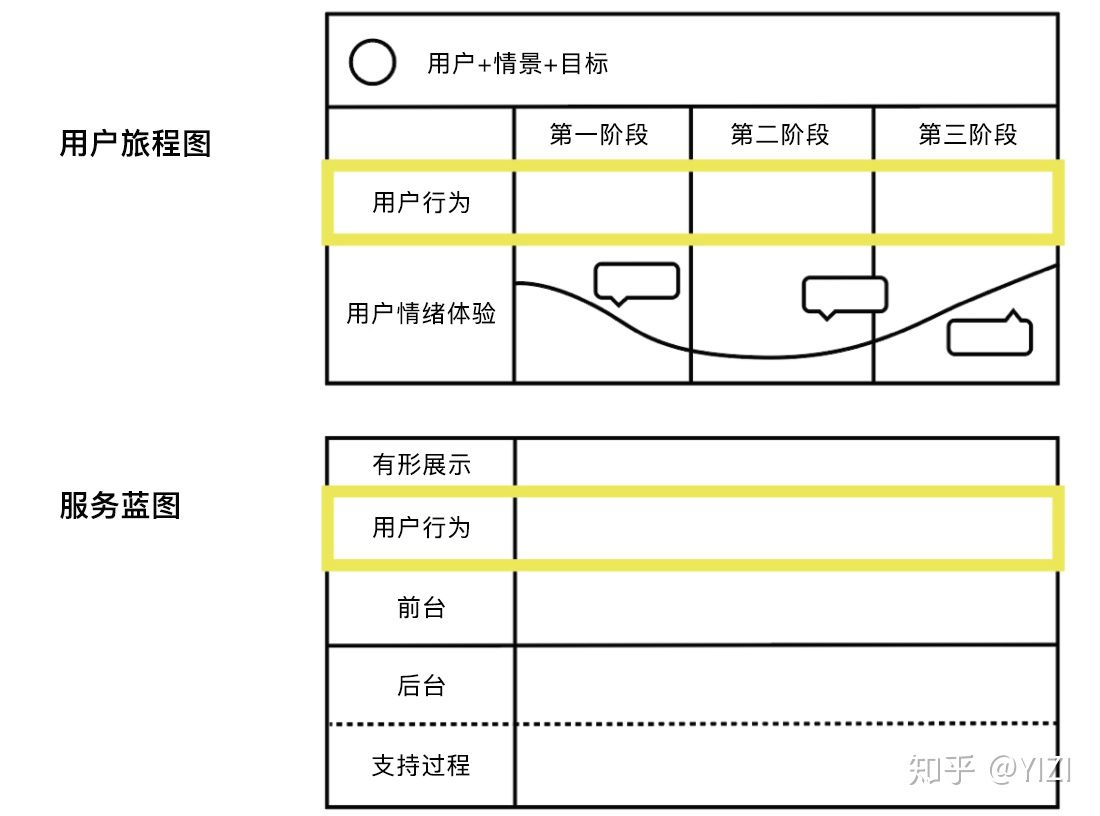 用户旅程图
用户+情景+目标
第一阶段 第二阶段 第三阶段
用户行为
用户情绪体验
服务蓝图
有形展示
用户行为
前台
后台
支持过程
知乎 @YIZI